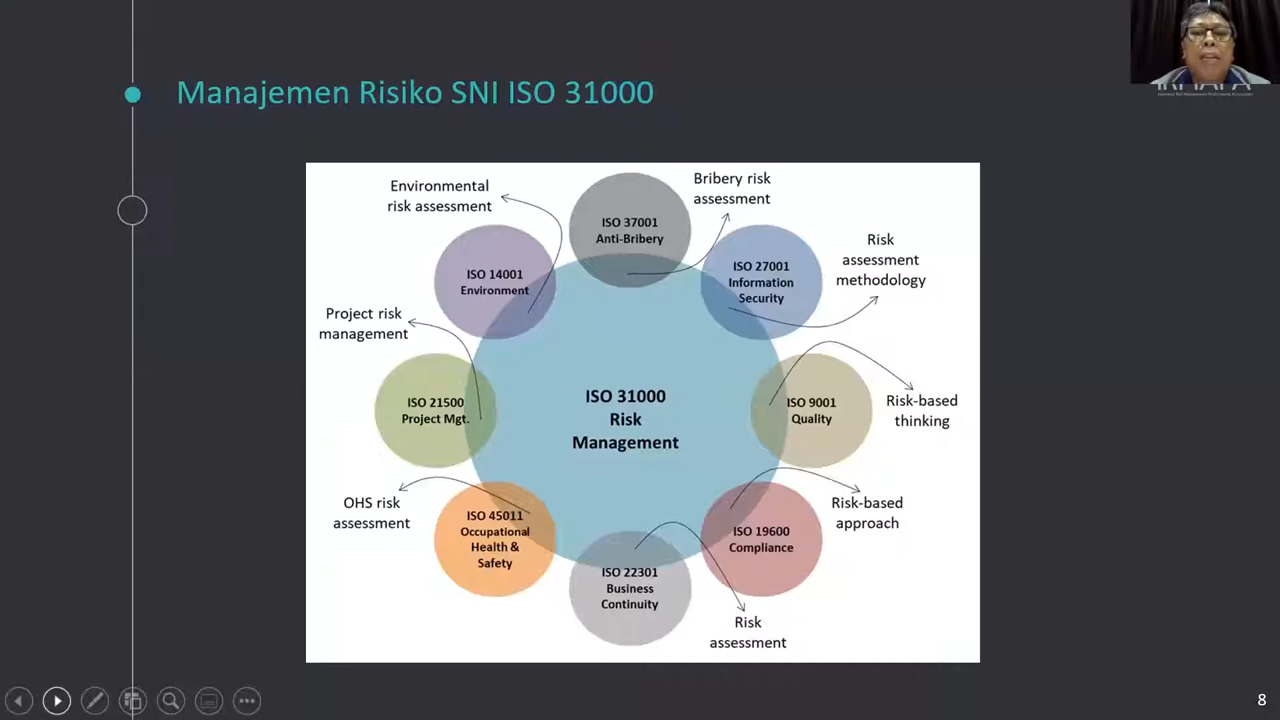 Manajemen Risiko SNI ISO 31000
Environmental
risk assessment
ISO 37001
Anti-Bribery
Bribery risk
assessment
ISO 14001
Environment
ISO 27001
Information
Security
Risk
assessment
methodology
Project risk
management
ISO 21500
Project Mgt.
ISO 31000
Risk
Management
ISO 9001
Quality
Risk-based
thinking
OHS risk
assessment
ISO 45011
Occupational
Health &
Safety
ISO 22301
Business
Continuity
ISO 19600
Compliance
Risk-based
approach
Risk
assessment
8